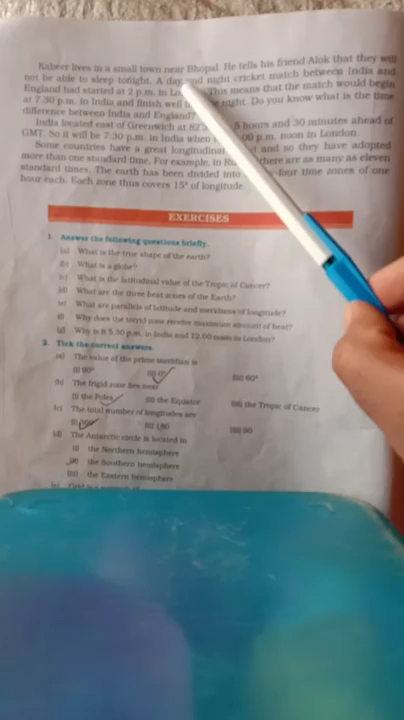 Kabeer lives in a small town near Bhopal. He tells his friend Alok that they will
not be able to sleep tonight. A day and night cricket match between India and
England had started at 2 p.m. in This means that the match would begin
at 7.30 p.m. in India and finish well night. Do you know what is the time
difference between India and England?
India located east of Greenwich at 82° 5 hours and 30 minutes ahead of
GMT. So it will be 7:30 p.m. in India when 00 p.m. noon in London.
Some countries have a great longitudinal and so they have adopted
more than one standard time. For example, in there are as many as eleven
standard times. The earth has been divided into four time zones of one
hour each. Each zone thus covers 15° of longitude.
EXERCISES
1. Answer the following questions briefly.
(a) What is the true shape of the earth?
(b) What is a globe?
(c) What is the latitudinal value of the Tropic of Cancer?
(d) What are the three heat zones of the Earth?
(e) What are parallels of latitude and meridians of longitude?
(f) Why does the torrid zone receive maximum amount of heat?
(g) Why is it 5.30 p.m. in India and 12.00 noon in London?
2. Tick the correct answers.
(a) The value of the prime meridian is
(i) 90° (ii) 0° (iii) 60°
(b) The frigid zone lies near
(i) the Poles (ii) the Equator (iii) the Tropic of Cancer
(c) The total number of longitudes are
(i) 360 (ii) 180 (iii) 90
(d) The Antarctic circle is located in
(i) the Northern hemisphere
(ii) the Southern hemisphere
(iii) the Eastern hemisphere